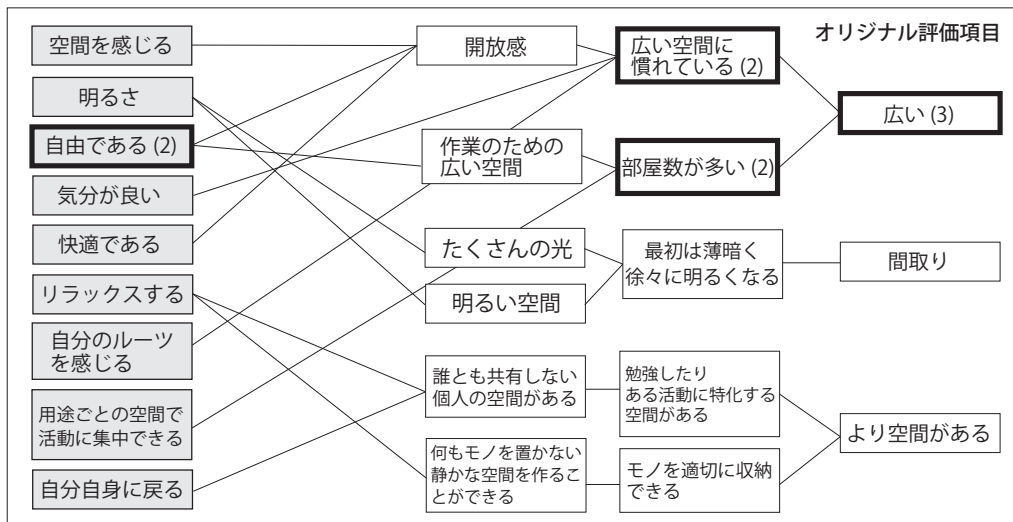 オリジナル評価項目
空間を感じる
明るさ
自由である (2)
気分が良い
快適である
リラックスする
自分のルーツ
を感じる
用途ごとの空間で
活動に集中できる
自分自身に戻る
開放感
作業のための
広い空間
たくさんの光
明るい空間
誰とも共有しない
個人の空間がある
何もモノを置かない
静かな空間を作るこ
とができる
広い空間に
慣れている (2)
部屋数が多い (2)
最初は薄暗く
徐々に明るくなる
勉強したり
ある活動に特化する
空間がある
モノを適切に収納
できる
広い (3)
間取り
より空間がある